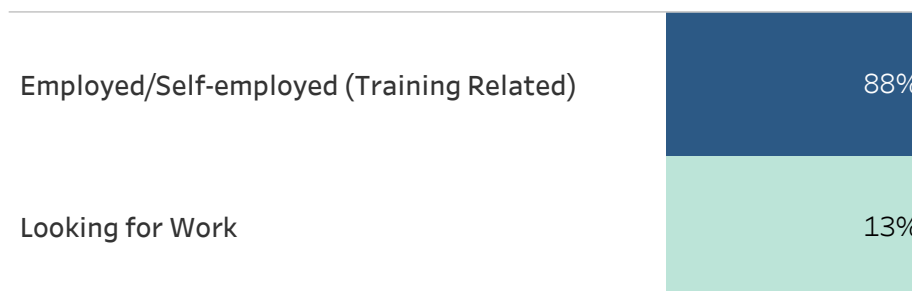 Employed/Self-employed (Training Related) 88%
Looking for Work 13%